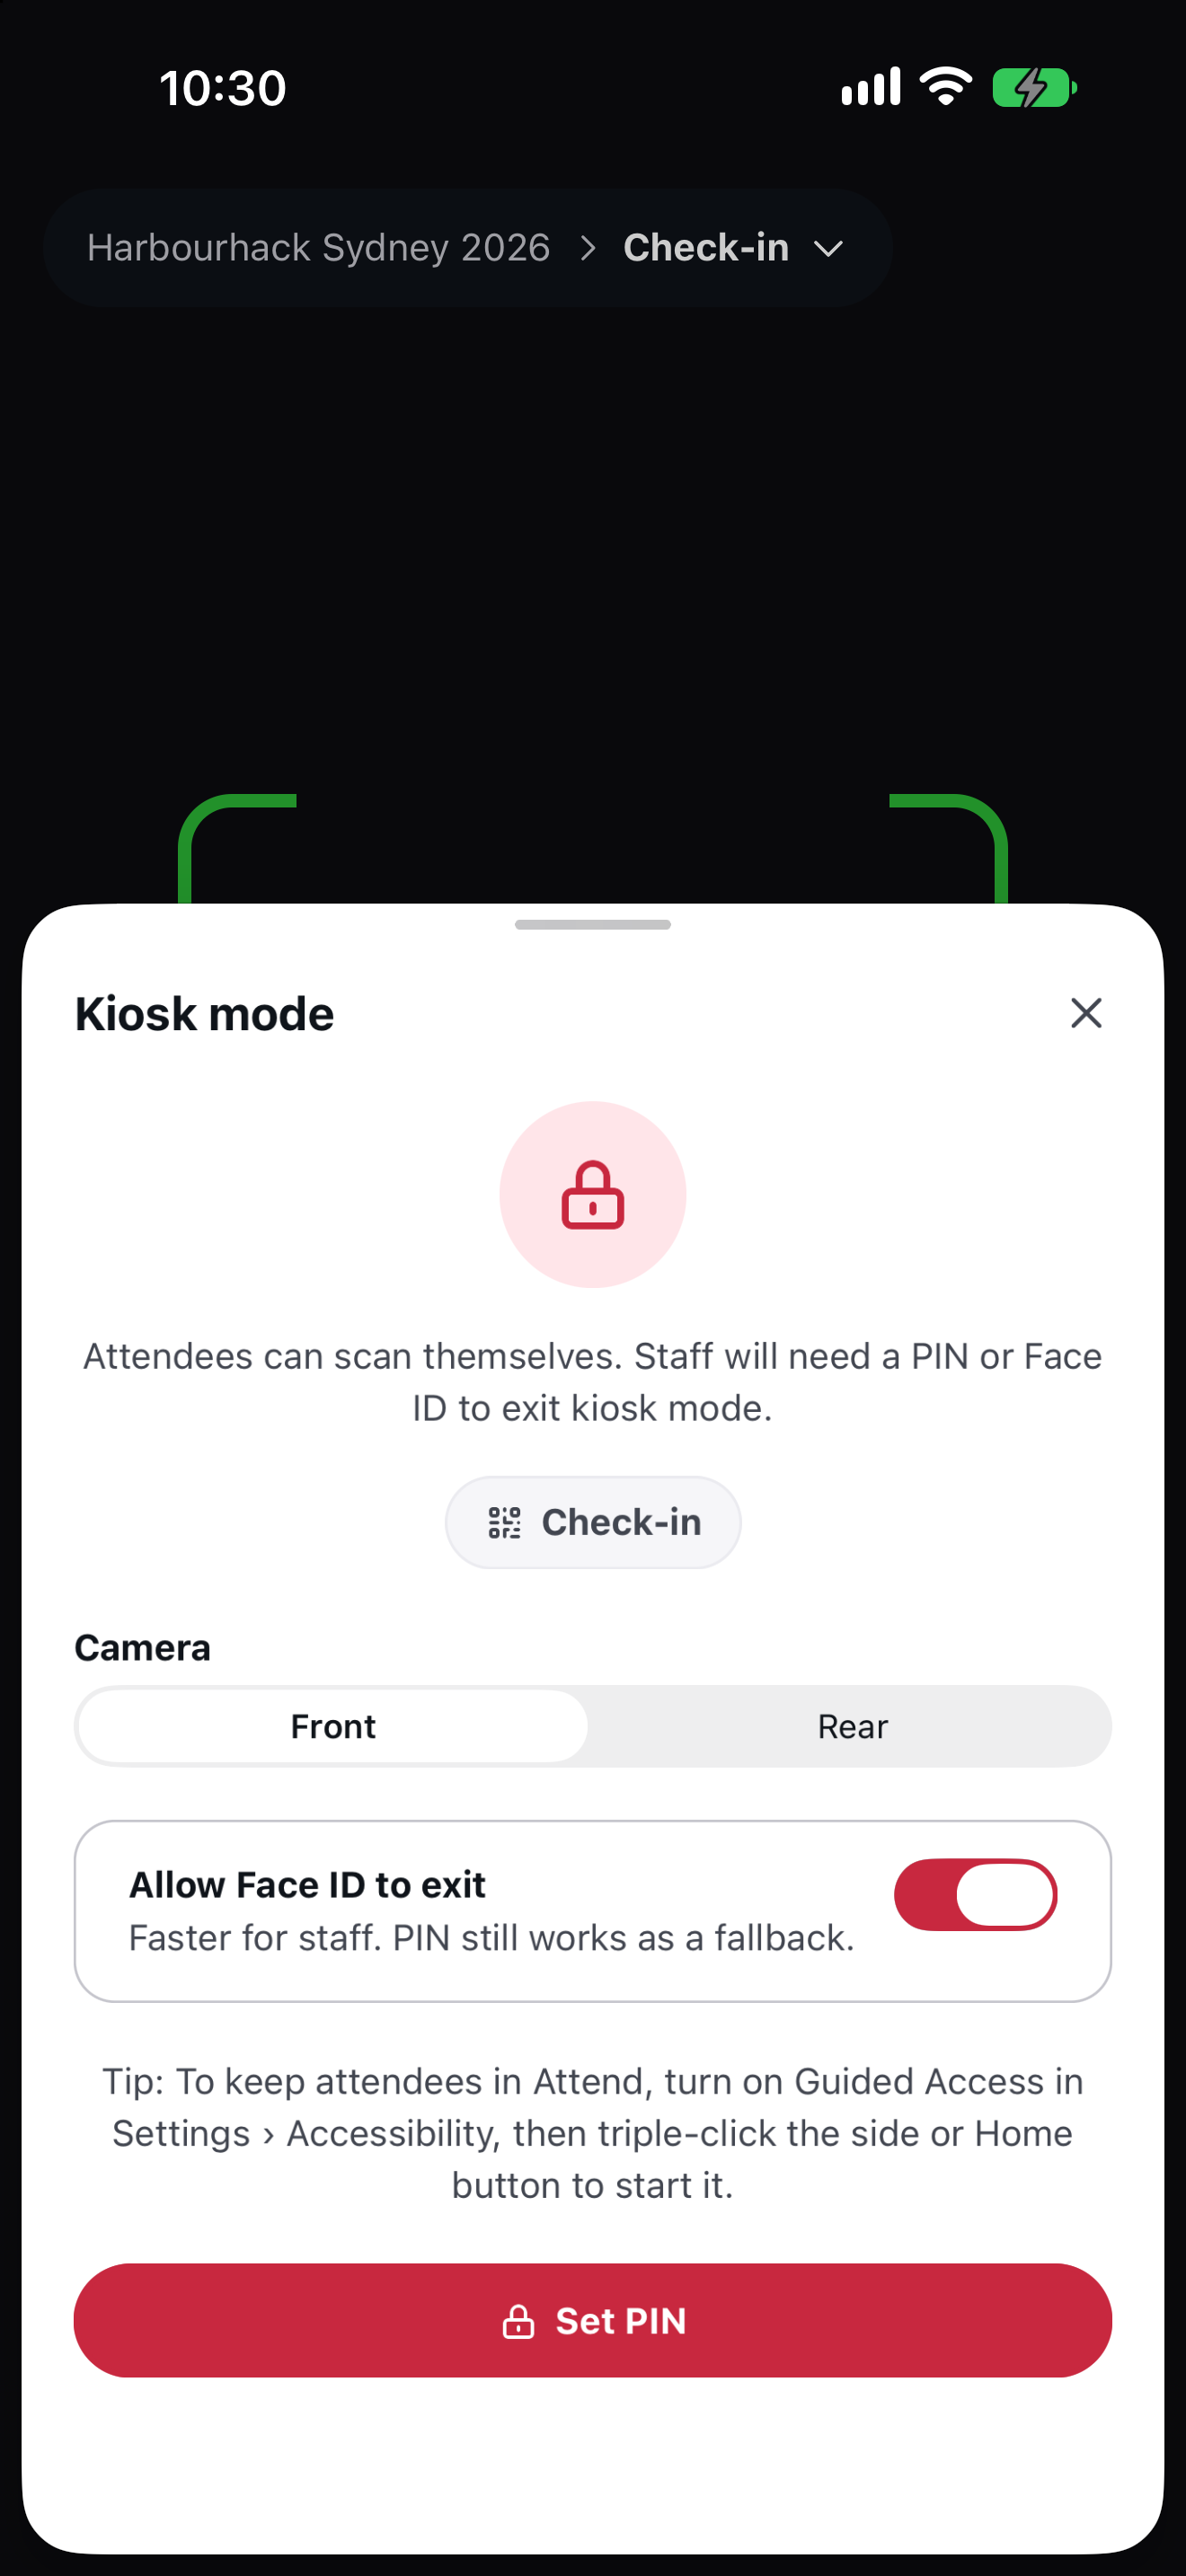 10:30
Harbourhack Sydney 2026 > Check-in
Kiosk mode
Attendees can scan themselves. Staff will need a PIN or Face
ID to exit kiosk mode.
Check-in
Camera
Front
Rear
Allow Face ID to exit
Faster for staff. PIN still works as a fallback.
Tip: To keep attendees in Attend, turn on Guided Access in
Settings › Accessibility, then triple-click the side or Home
button to start it.
Set PIN